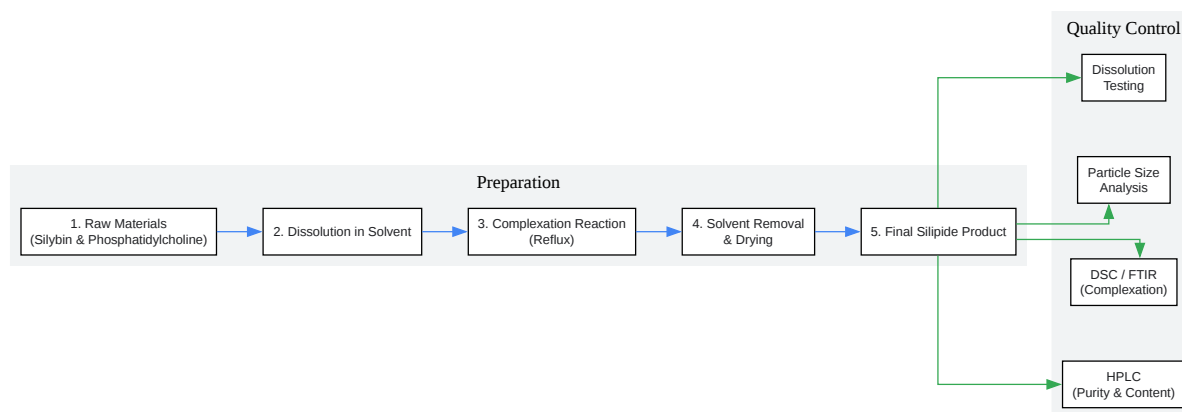 Quality Control
Dissolution
Testing
Particle Size
Analysis
Preparation
1. Raw Materials
(Silybin & Phosphatidylcholine)
2. Dissolution in Solvent
3. Complexation Reaction
(Reflux)
4. Solvent Removal
& Drying
5. Final Silipide Product
DSC / FTIR
(Complexation)
HPLC
(Purity & Content)